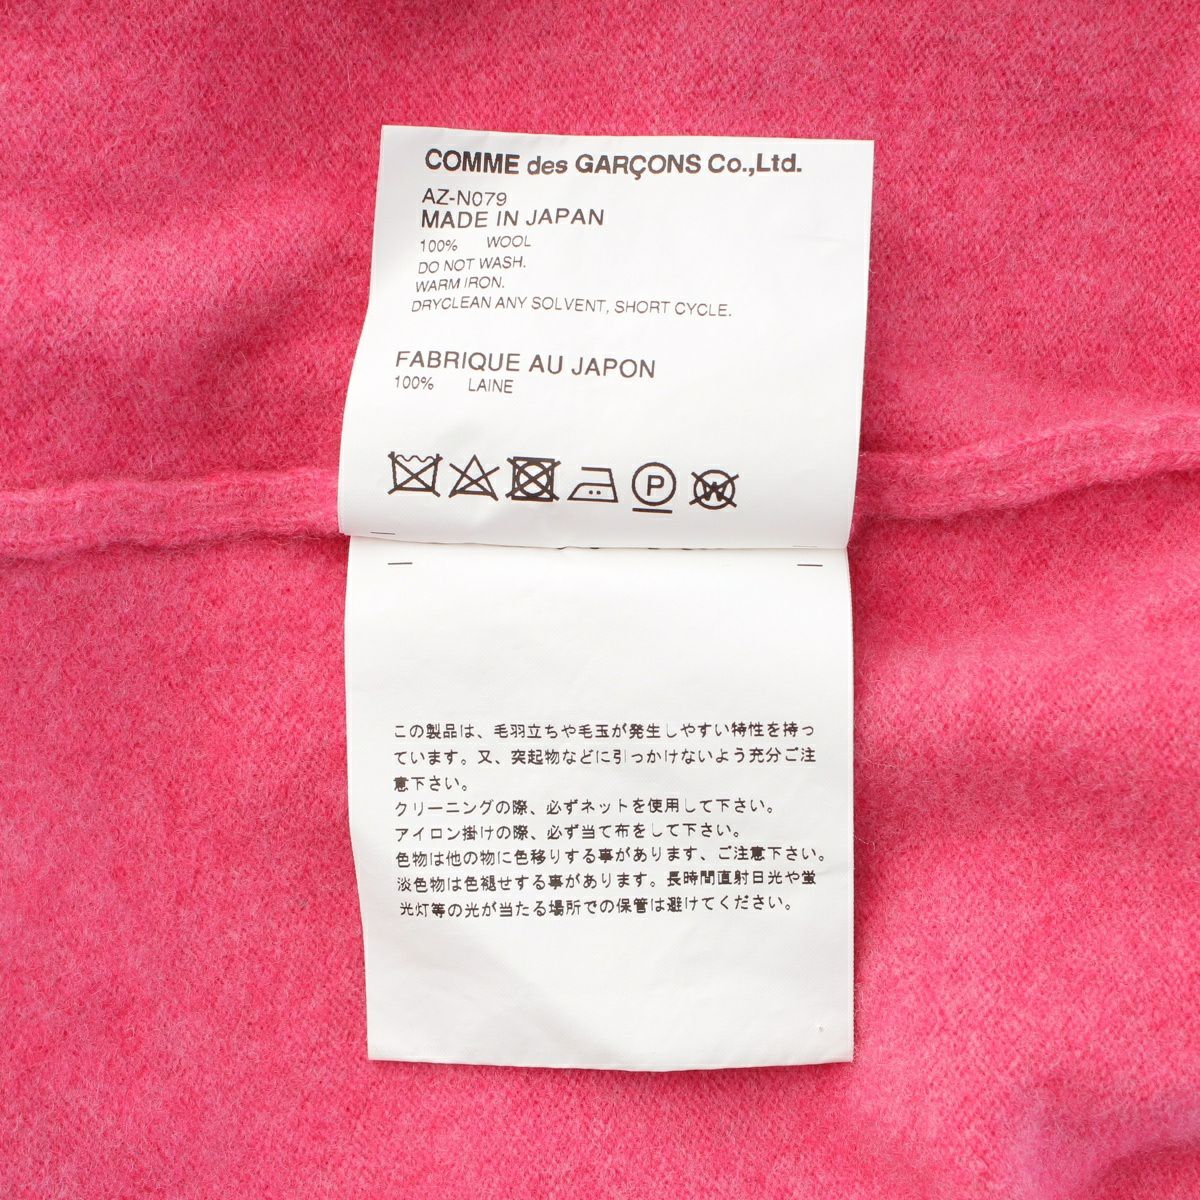 COMME des GARÇONS Co.,Ltd.
AZ-N079
MADE IN JAPAN
100% WOOL
DO NOT WASH.
WARM IRON.
DRYCLEAN ANY SOLVENT, SHORT CYCLE.
FABRIQUE AU JAPON
100% LAINE
P W
この製品は、毛羽立ちや毛玉が発生しやすい特性を持っ
ています。又、突起物などに引っかけないよう充分ご注
意下さい。
クリーニングの際、必ずネットを使用して下さい。
アイロン掛けの際、必ず当て布をして下さい。
色物は他の物に色移りする事があります、ご注意下さい。
淡色物は色褪せする事があります。長時間直射日光や蛍
光灯等の光が当たる場所での保管は避けてください。